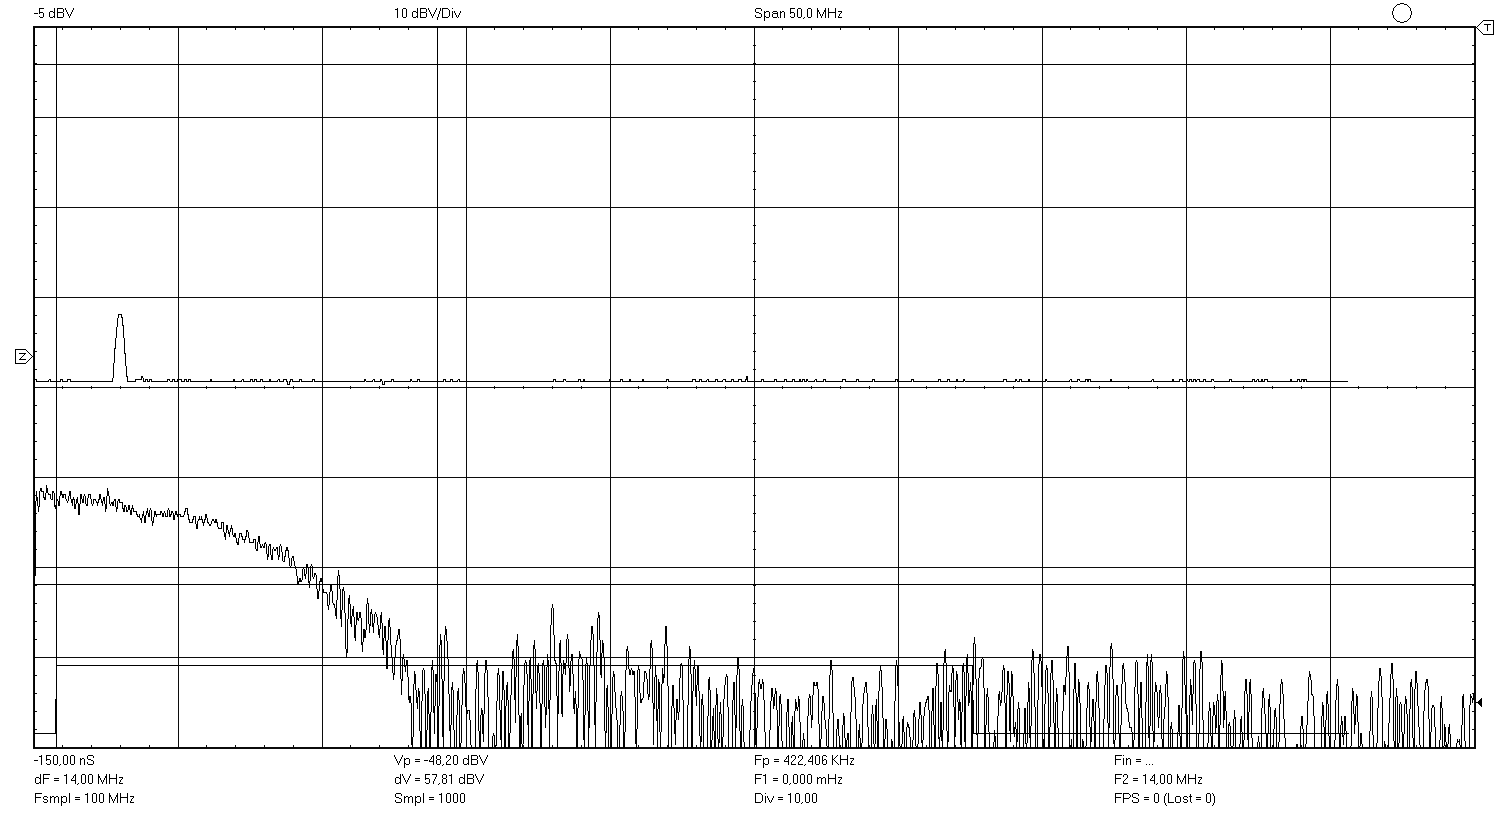 -5 dBV 10 dBV/Div Span 50,0 MHz
T
Z
-150,00 nS Vp = -48,20 dBV Fp = 422,406 KHz Fin = ...
dF = 14,00 MHz dV = 57,81 dBV F1 = 0,000 mHz F2 = 14,00 MHz
Fsmpl = 100 MHz Smpl = 1000 Div = 10,00 FPS = 0 (Lost = 0)